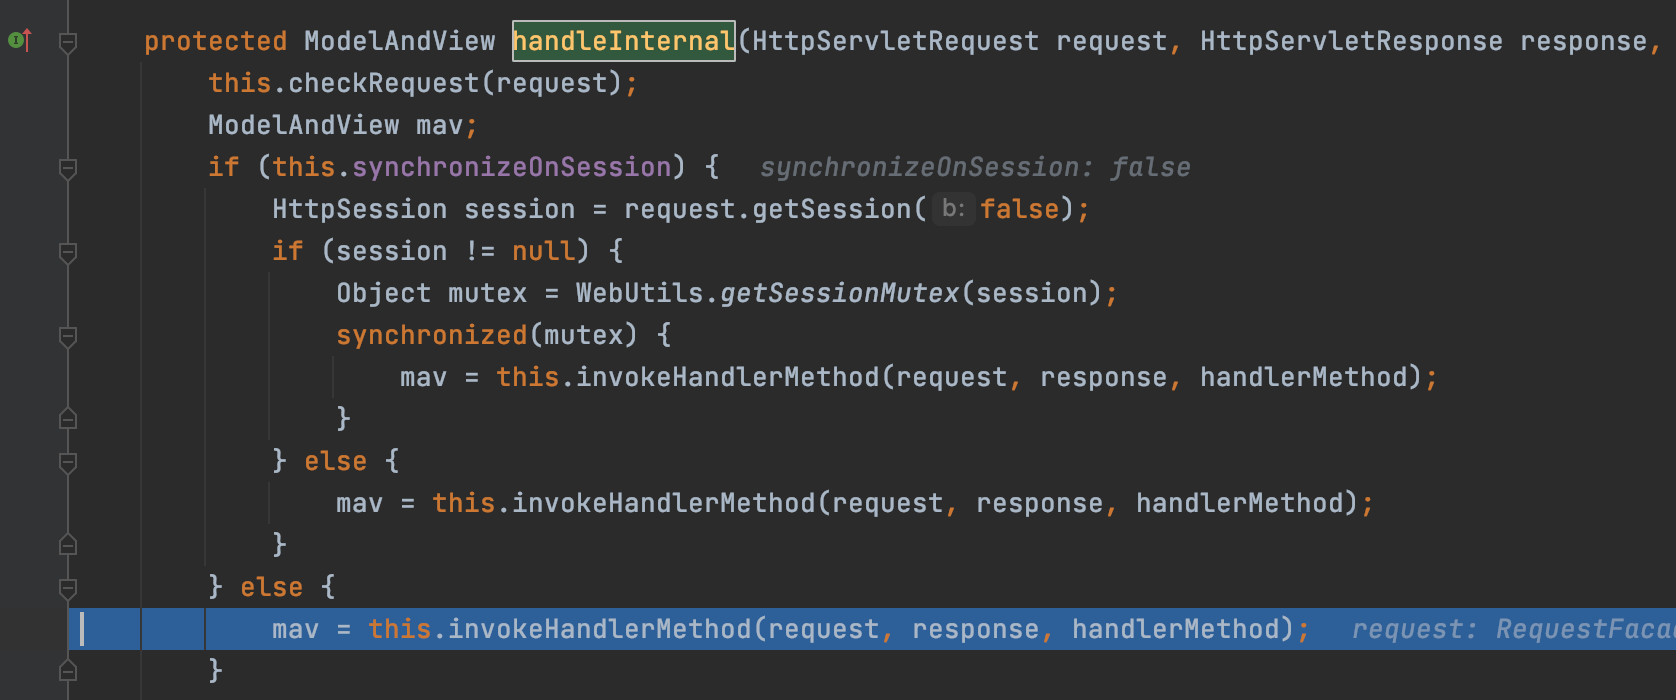 protected ModelAndView handleInternal(HttpServletRequest request, HttpServletResponse response,
this.checkRequest(request);
ModelAndView mav;
if (this.synchronizeOnSession) { synchronizeOnSession: false
HttpSession session = request.getSession( b: false);
if (session != null) {
Object mutex = WebUtils.getSessionMutex(session);
synchronized(mutex) {
mav = this.invokeHandlerMethod(request, response, handlerMethod);
}
} else {
mav = this.invokeHandlerMethod(request, response, handlerMethod);
}
} else {
mav = this.invokeHandlerMethod(request, response, handlerMethod); request:
}